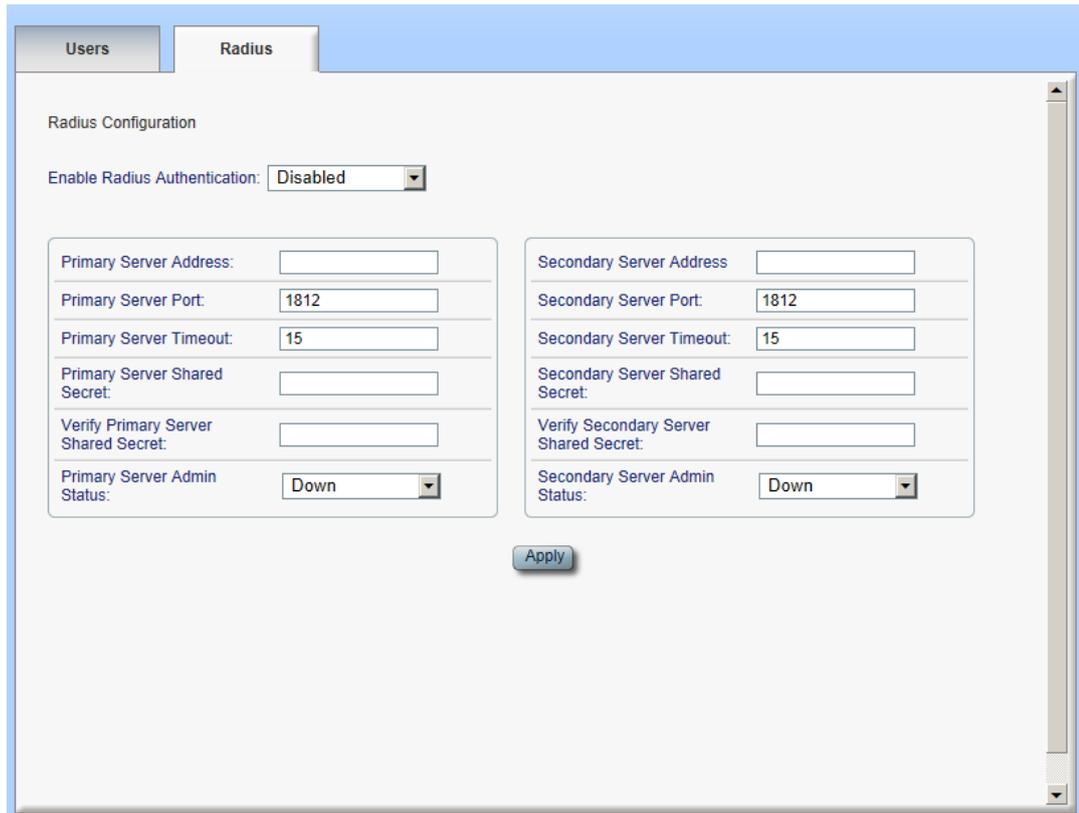 Users
Radius
Radius Configuration
Enable Radius Authentication: Disabled
Primary Server Address:
Primary Server Port: 1812
Primary Server Timeout: 15
Primary Server Shared
Secret:
Verify Primary Server
Shared Secret:
Primary Server Admin
Status: Down
Secondary Server Address
Secondary Server Port: 1812
Secondary Server Timeout: 15
Secondary Server Shared
Secret:
Verify Secondary Server
Shared Secret:
Secondary Server Admin
Status: Down
Apply